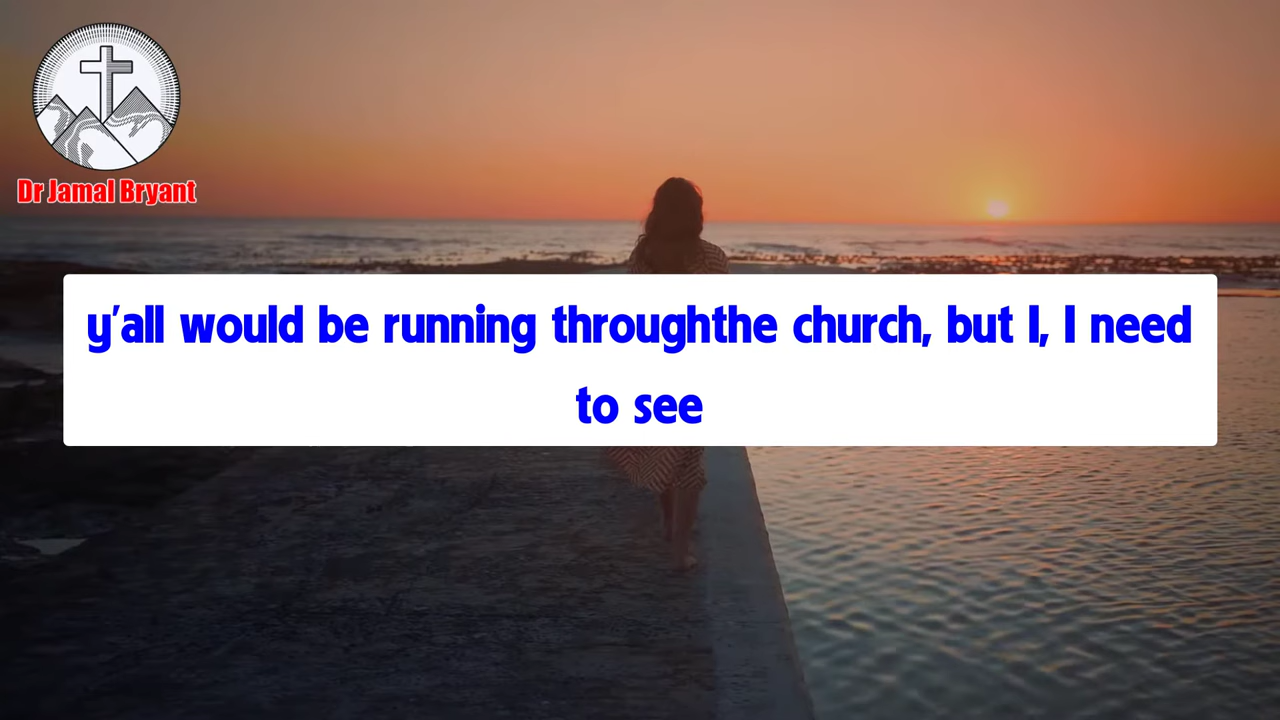 Dr Jamal Bryant
y'all would be running throughthe church, but I, I need
to see